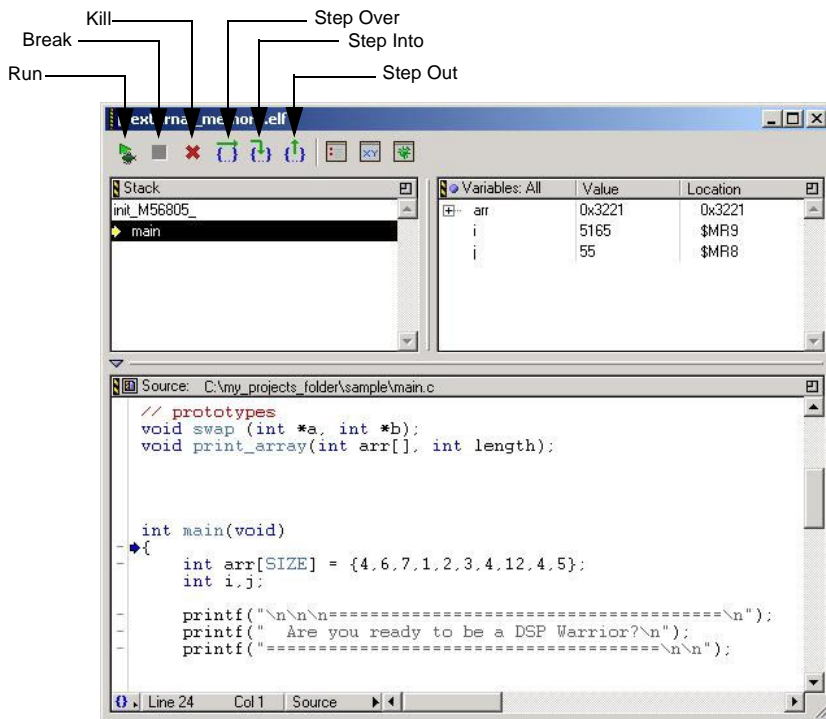 Kill
Step Over
Break
Step Into
Run
Step Out
external_memory.elf
Stack
init_M56805_
main
Variables: All Value Location
arr 0x3221 0x3221
i 5165 $MR9
j 55 $MR8
Source: C:\my_projects_folder\sample\main.c
// prototypes
void swap (int *a, int *b);
void print_array(int arr[], int length);
int main(void)
{
int arr[SIZE] = {4,6,7,1,2,3,4,12,4,5};
int i,j;
printf("\n\n\n=======================================\n");
printf("  Are you ready to be a DSP Warrior?\n");
printf("=======================================\n\n");
Line 24 Col 1 Source